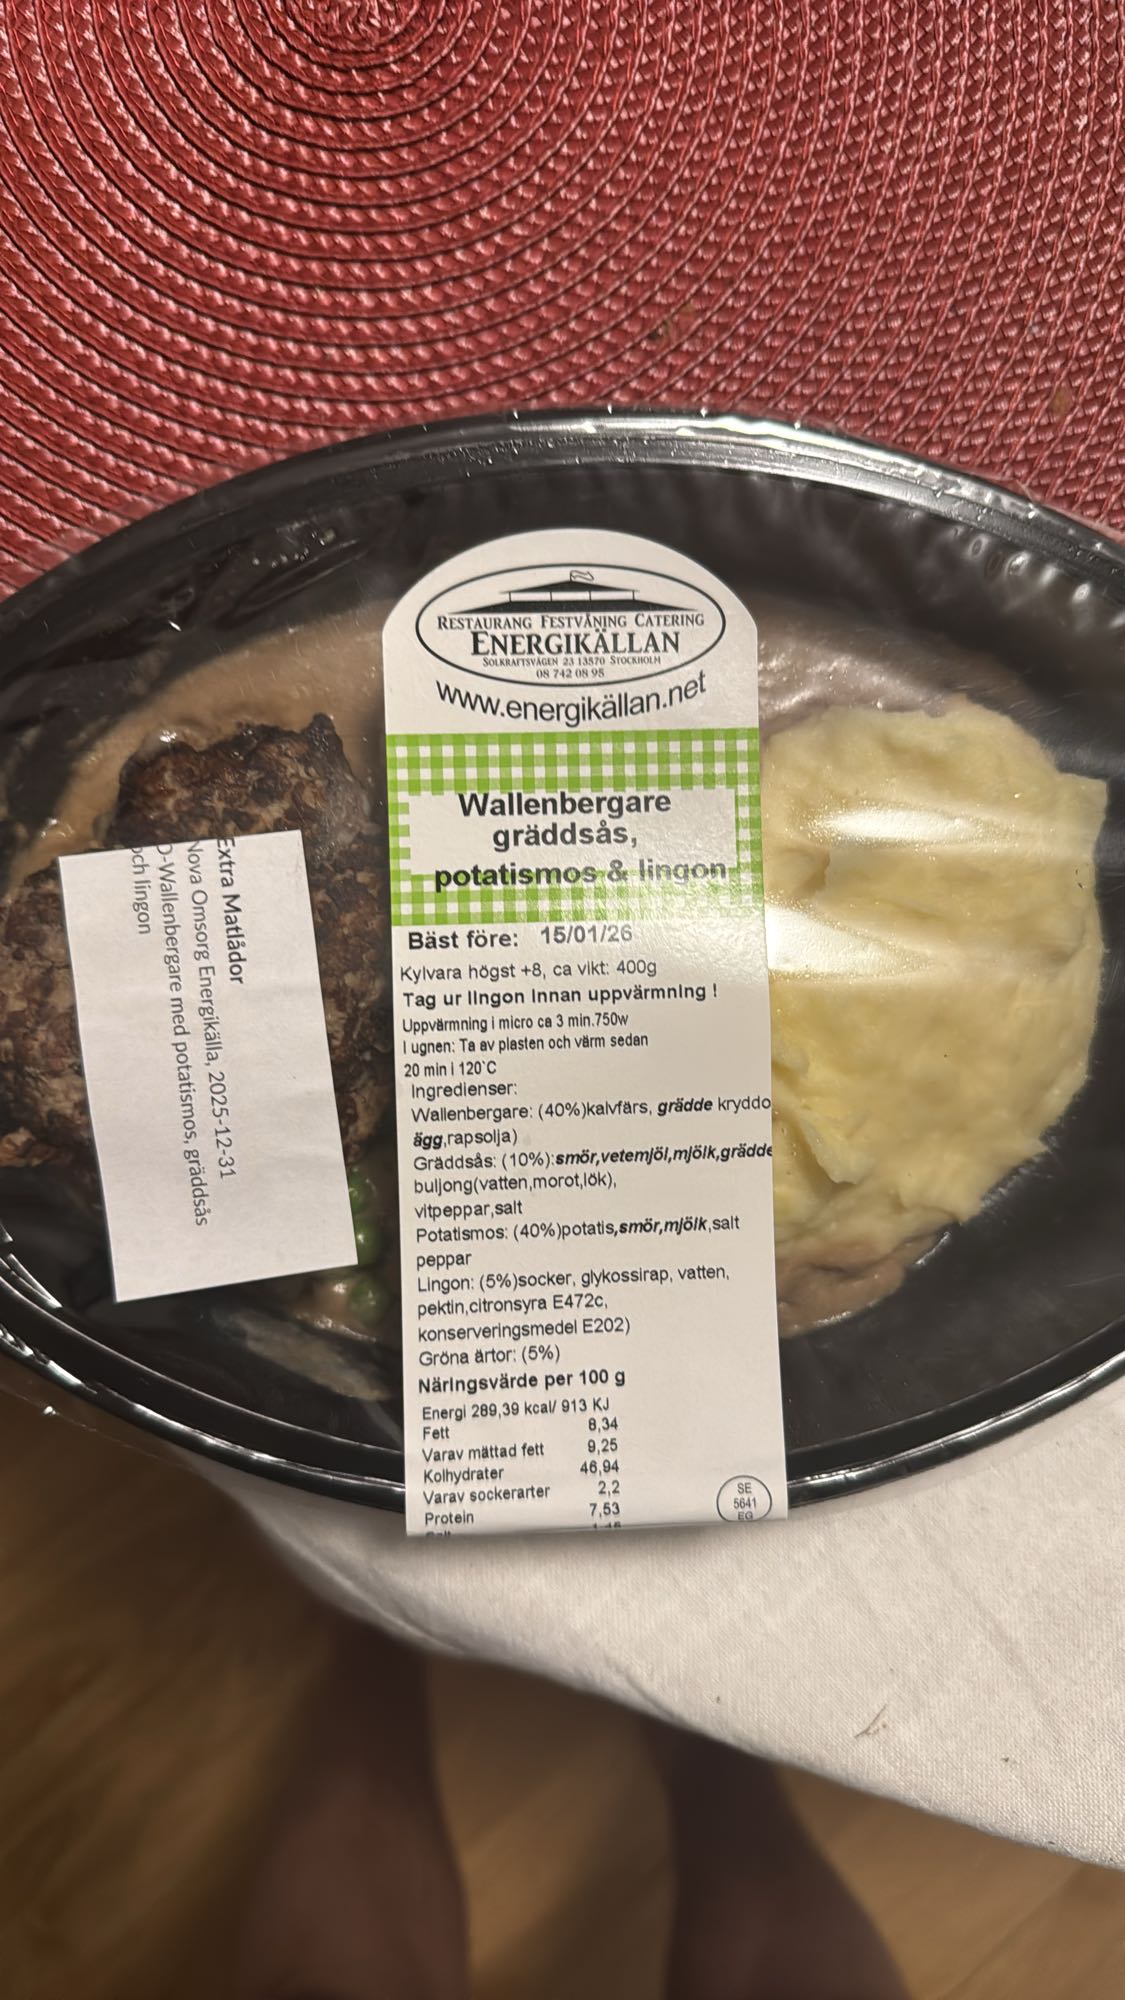 RESTAURANG FESTVÅNING CATERING
ENERGIKÄLLAN
SOLKRAFTSVÄGEN 23 13570 STOCKHOLM
08 742 08 95
www.energikällan.net
Wallenbergare
gräddsås,
potatismos & lingon
Bäst före: 15/01/26
Kylvara högst +8, ca vikt: 400g
Tag ur lingon Innan uppvärmning !
Uppvärmning i micro ca 3 min.750w
I ugnen: Ta av plasten och värm sedan
20 min i 120°C
Ingredienser:
Wallenbergare: (40%)kalvfärs, grädde kryddo
ägg,rapsolja)
Gräddsås: (10%):smör,vetemjöl,mjölk,grädde
buljong(vatten,morot,lök),
vitpeppar,salt
Potatismos: (40%)potatis,smör,mjölk,salt
peppar
Lingon: (5%)socker, glykossirap, vatten,
pektin,citronsyra E472c,
konserveringsmedel E202)
Gröna ärtor: (5%)
Näringsvärde per 100 g
Energi 289,39 kcal/ 913 KJ
Fett 8,34
Varav mättad fett 9,25
Kolhydrater 46,94
Varav sockerarter 2,2
Protein 7,53
SE
5641
EG
Extra Matlådor
Nova Omsorg Energikälla, 2025-12-31
D-Wallenbergare med potatismos, gräddsås
och lingon